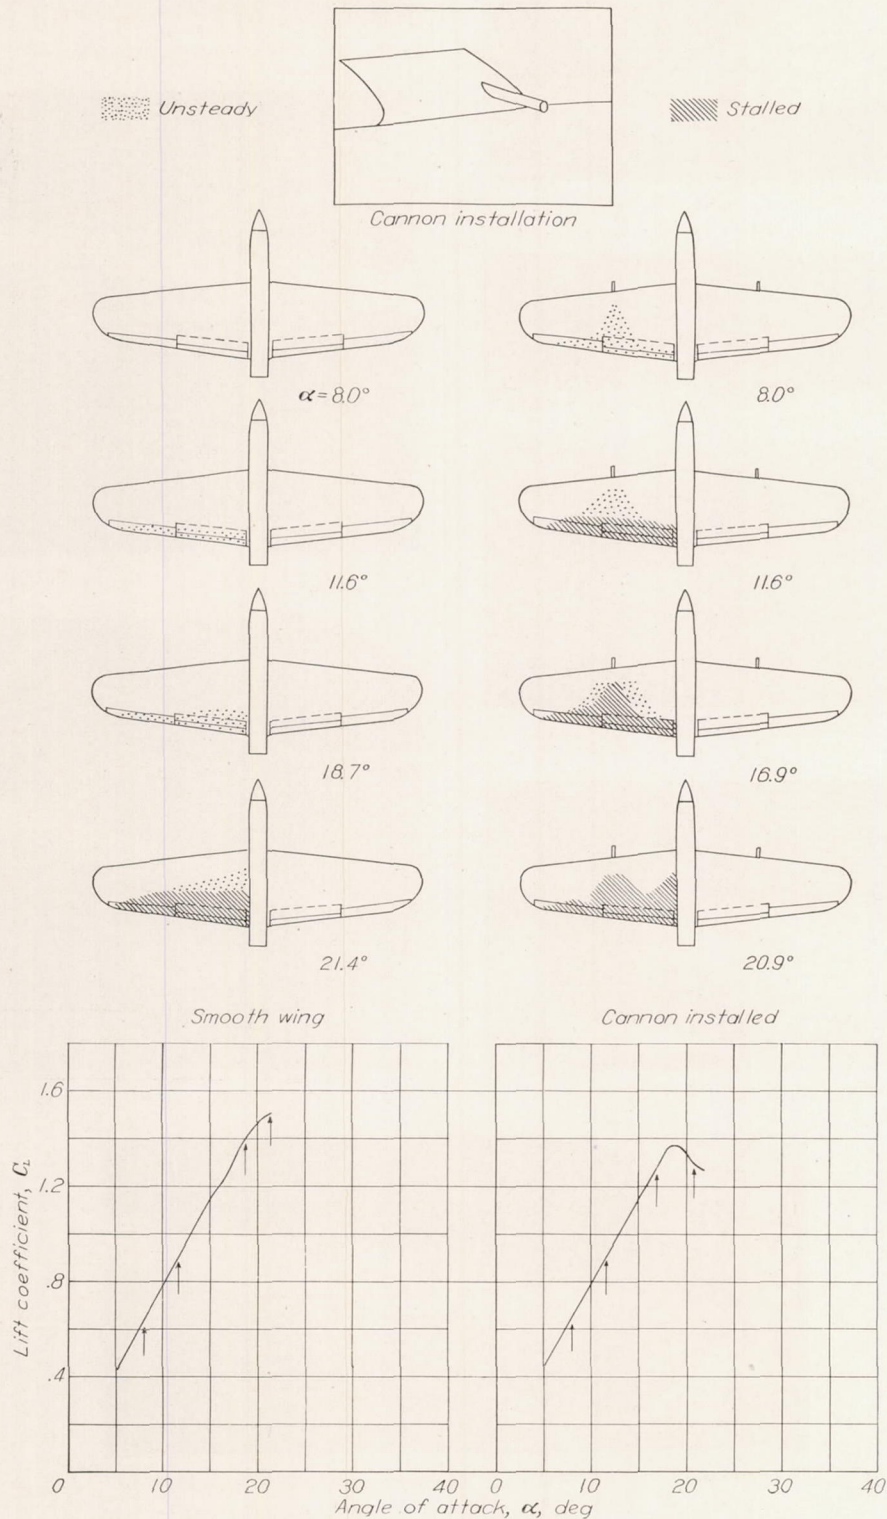 Unsteady
Stalled
Cannon installation
α=8.0°
8.0°
11.6°
11.6°
18.7°
16.9°
21.4°
20.9°
Smooth wing
Cannon installed
1.6
1.2
.8
.4
Lift coefficient, C_L
0 10 20 30 40
0 10 20 30 40
Angle of attack, α, deg